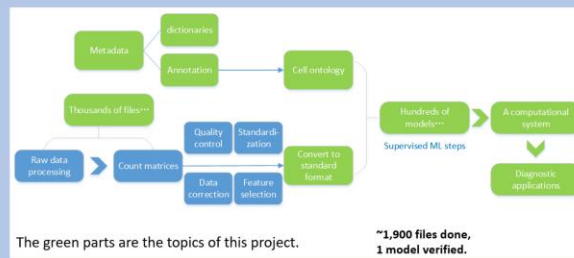 dictionaries
Metadata
Annotation
Cell ontology
Thousands of files···
Hundreds of
models···
A computational
system
Quality
control
Standardi-
zation
Supervised ML steps
Raw data
processing
Count matrices
Convert to
standard
format
Diagnostic
applications
Data
correction
Feature
selection
The green parts are the topics of this project.
~1,900 files done,
1 model verified.